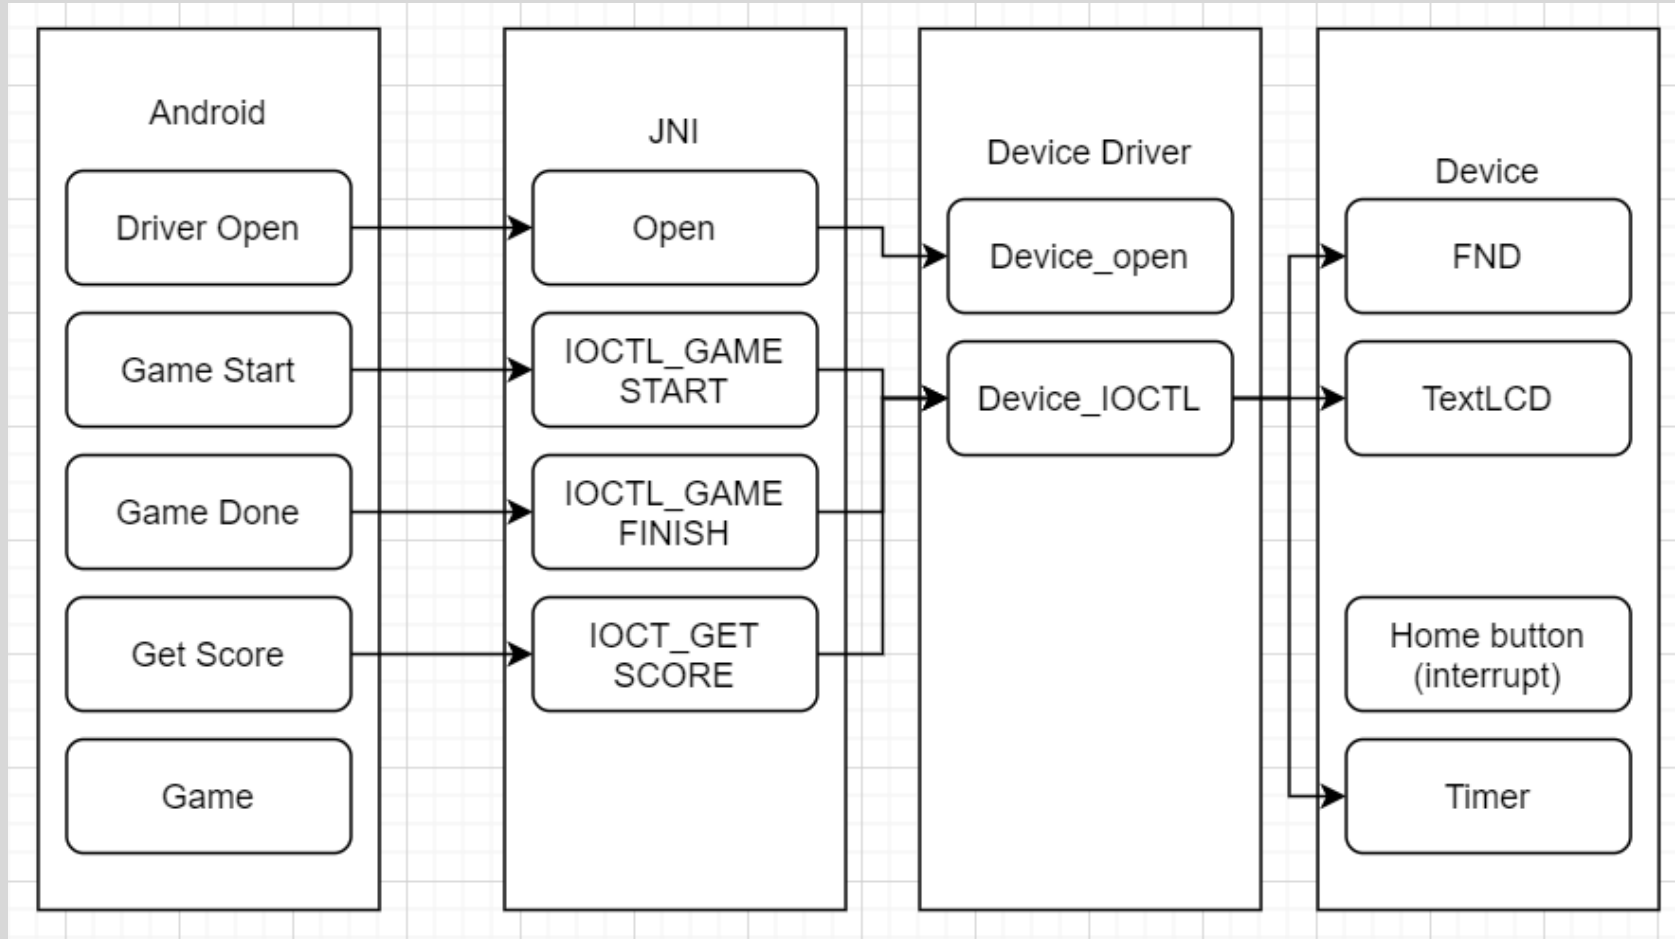 Android
Driver Open
Game Start
Game Done
Get Score
Game
JNI
Open
IOCTL_GAME
START
IOCTL_GAME
FINISH
IOCT_GET
SCORE
Device Driver
Device_open
Device_IOCTL
Device
FND
TextLCD
Home button
(interrupt)
Timer